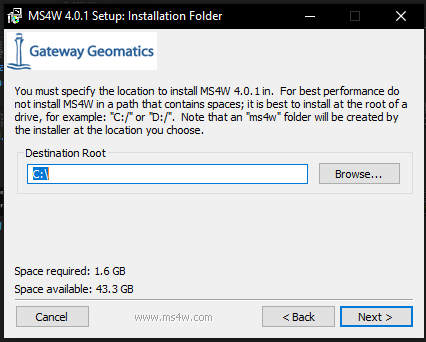 MS4W 4.0.1 Setup: Installation Folder
Gateway Geomatics
You must specify the location to install MS4W 4.0.1 in. For best performance do
not install MS4W in a path that contains spaces; it is best to install at the root of a
drive, for example: "C:/" or "D:/". Note that an "ms4w" folder will be created by
the installer at the location you choose.
Destination Root
C:\
Browse...
Space required: 1.6 GB
Space available: 43.3 GB
Cancel
www.ms4w.com
< Back
Next >